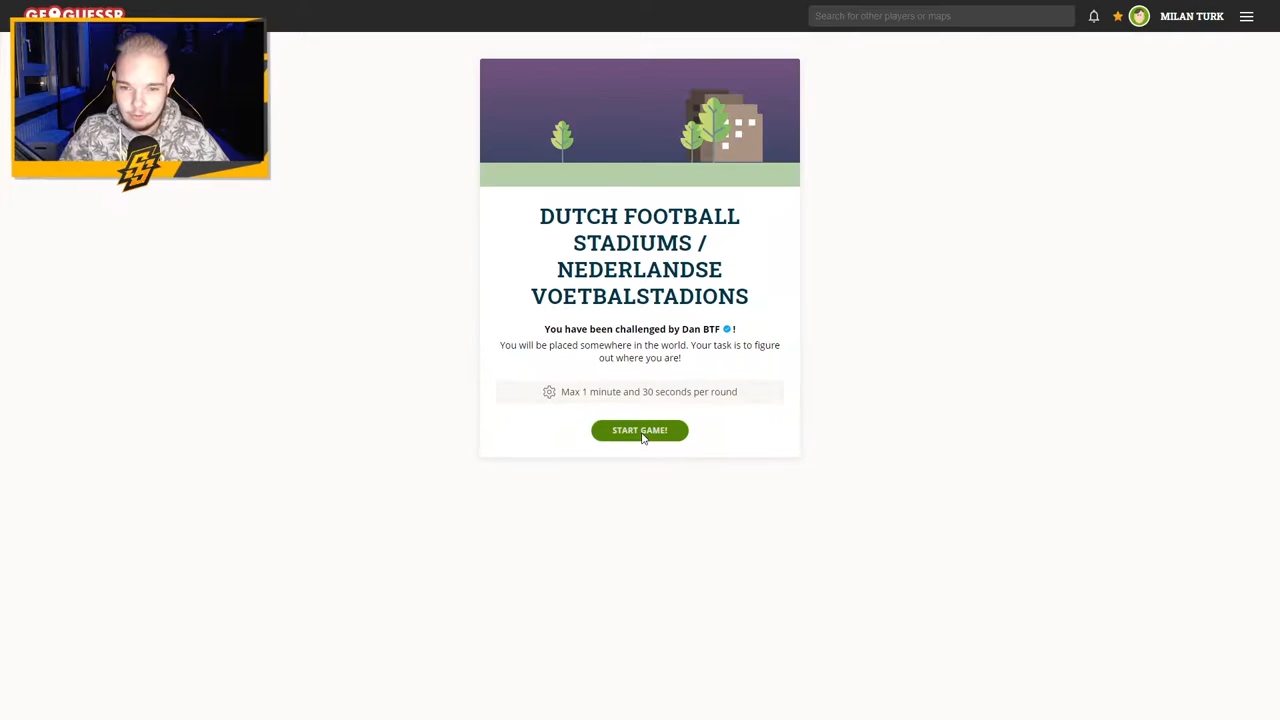 GEOGUESSR
Search for other players or maps
MILAN TURK
DUTCH FOOTBALL
STADIUMS /
NEDERLANDSE
VOETBALSTADIONS
You have been challenged by Dan BTF !
You will be placed somewhere in the world. Your task is to figure
out where you are!
Max 1 minute and 30 seconds per round
START GAME!